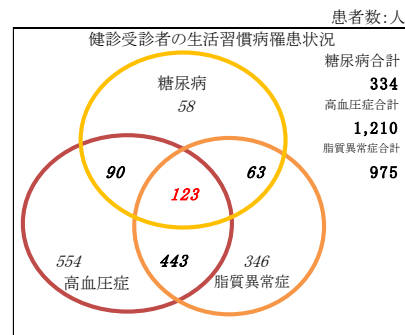 患者数:人
健診受診者の生活習慣病罹患状況
糖尿病合計
334
高血圧症合計
1,210
脂質異常症合計
975
糖尿病
58
90
63
123
554
443
346
高血圧症
脂質異常症